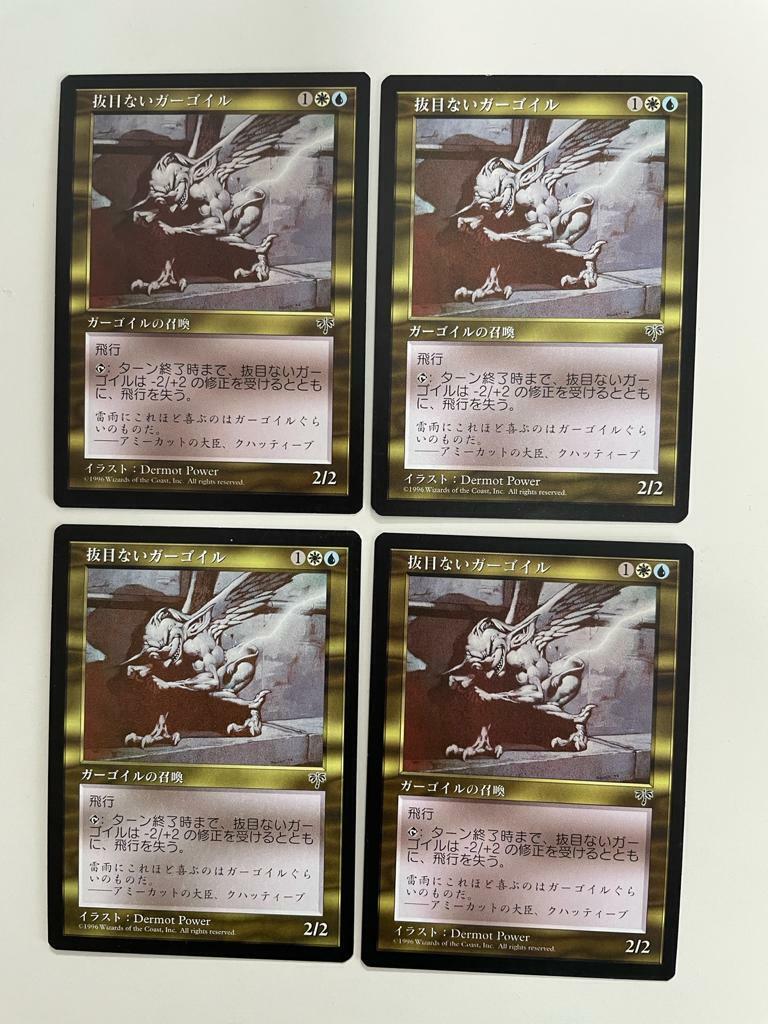 抜目ないガーゴイル 1
ガーゴイルの召喚
飛行
: ターン終了時まで、抜目ないガー
ゴイルは -2/+2 の修正を受けるととも
に、飛行を失う。
雷雨にこれほど喜ぶのはガーゴイルぐら
いのものだ。
――アミーカットの大臣、クハッティーブ
イラスト：Dermot Power
©1996 Wizards of the Coast, Inc. All rights reserved.
2/2
抜目ないガーゴイル 1
ガーゴイルの召喚
飛行
: ターン終了時まで、抜目ないガー
ゴイルは -2/+2 の修正を受けるととも
に、飛行を失う。
雷雨にこれほど喜ぶのはガーゴイルぐら
いのものだ。
――アミーカットの大臣、クハッティーブ
イラスト：Dermot Power
©1996 Wizards of the Coast, Inc. All rights reserved.
2/2
抜目ないガーゴイル 1
ガーゴイルの召喚
飛行
: ターン終了時まで、抜目ないガー
ゴイルは -2/+2 の修正を受けるととも
に、飛行を失う。
雷雨にこれほど喜ぶのはガーゴイルぐら
いのものだ。
――アミーカットの大臣、クハッティーブ
イラスト：Dermot Power
©1996 Wizards of the Coast, Inc. All rights reserved.
2/2
抜目ないガーゴイル 1
ガーゴイルの召喚
飛行
: ターン終了時まで、抜目ないガー
ゴイルは -2/+2 の修正を受けるととも
に、飛行を失う。
雷雨にこれほど喜ぶのはガーゴイルぐら
いのものだ。
――アミーカットの大臣、クハッティーブ
イラスト：Dermot Power
©1996 Wizards of the Coast, Inc. All rights reserved.
2/2